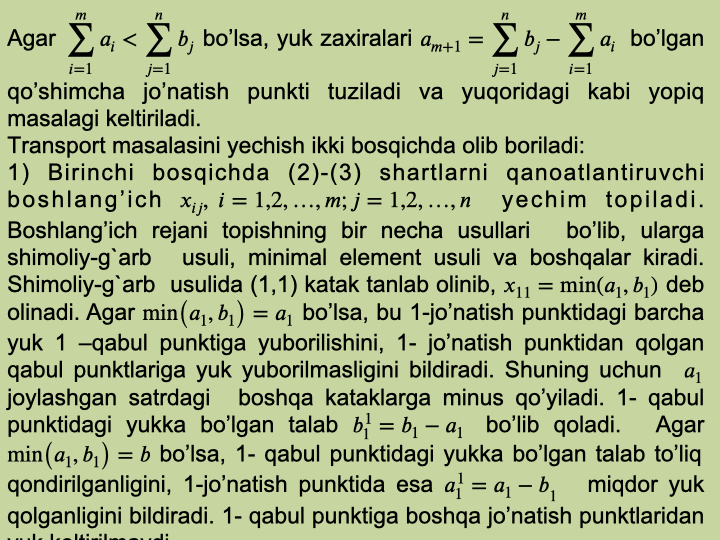 Agar ∑_{i=1}^{m} a_i < ∑_{j=1}^{n} b_j bo’lsa, yuk zaxiralari a_{m+1} = ∑_{j=1}^{n} b_j − ∑_{i=1}^{m} a_i bo’lgan
qo’shimcha jo’natish punkti tuziladi va yuqoridagi kabi yopiq
masalagi keltiriladi.
Transport masalasini yechish ikki bosqichda olib boriladi:
1) Birinchi bosqichda (2)-(3) shartlarni qanoatlantiruvchi
boshlang’ich x_{ij}, i = 1,2, …, m; j = 1,2, …, n yechim topiladi.
Boshlang’ich rejani topishning bir necha usullari bo’lib, ularga
shimoliy-g`arb usuli, minimal element usuli va boshqalar kiradi.
Shimoliy-g`arb usulida (1,1) katak tanlab olinib, x_{11} = min(a_1, b_1) deb
olinadi. Agar min(a_1, b_1) = a_1 bo’lsa, bu 1-jo’natish punktidagi barcha
yuk 1 –qabul punktiga yuborilishini, 1- jo’natish punktidan qolgan
qabul punktlariga yuk yuborilmasligini bildiradi. Shuning uchun a_1
joylashgan satrdagi boshqa kataklarga minus qo’yiladi. 1- qabul
punktidagi yukka bo’lgan talab b_1^1 = b_1 − a_1 bo’lib qoladi. Agar
min(a_1, b_1) = b bo’lsa, 1- qabul punktidagi yukka bo’lgan talab to’liq
qondirilganligini, 1-jo’natish punktida esa a_1^1 = a_1 − b_1 miqdor yuk
qolganligini bildiradi. 1- qabul punktiga boshqa jo’natish punktlaridan
yuk keltirilmaydi.